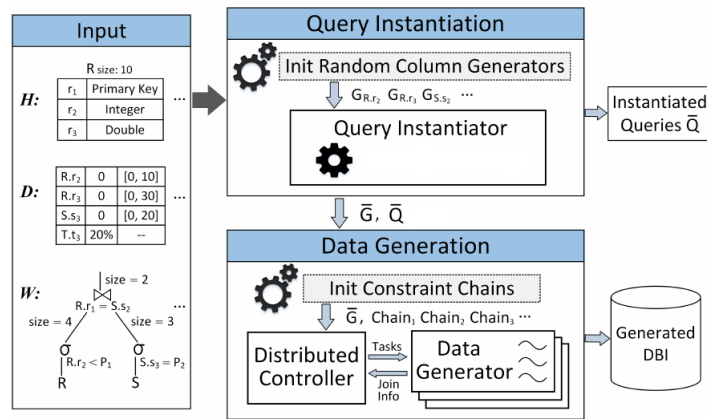 Input
R size: 10
H:
r₁ Primary Key
r₂ Integer
r₃ Double
...
D:
R.r₂ 0 [0, 10]
R.r₃ 0 [0, 30]
S.s₃ 0 [0, 20]
T.t₃ 20% --
...
W:
size = 2
R.r₁ = S.s₂
...
size = 4 size = 3
σ σ
R.r₂ < P₁ S.s₃ = P₂
R S
Query Instantiation
Init Random Column Generators
G_R.r₂ G_R.r₃ G_S.s₂ ...
Query Instantiator
Instantiated
Queries Q̄
Ḡ, Q̄
Data Generation
Init Constraint Chains
Ḡ, Chain₁ Chain₂ Chain₃ ...
Distributed
Controller
Tasks
Join
Info
Data
Generator
Generated
DBI